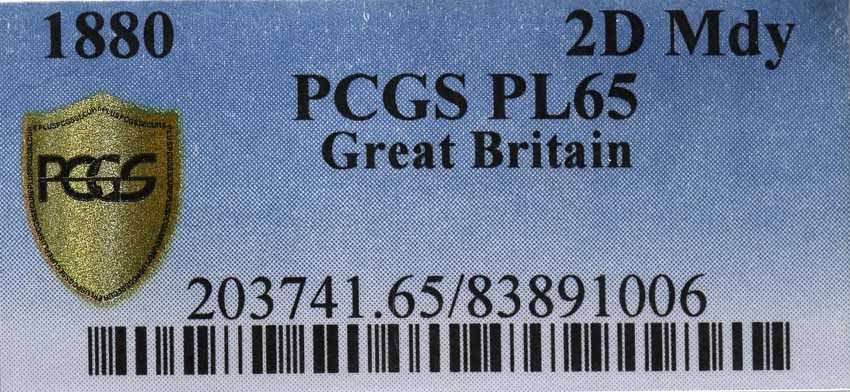 1880 2D Mdy
PCGS PL65
Great Britain
PCGS
203741.65/83891006